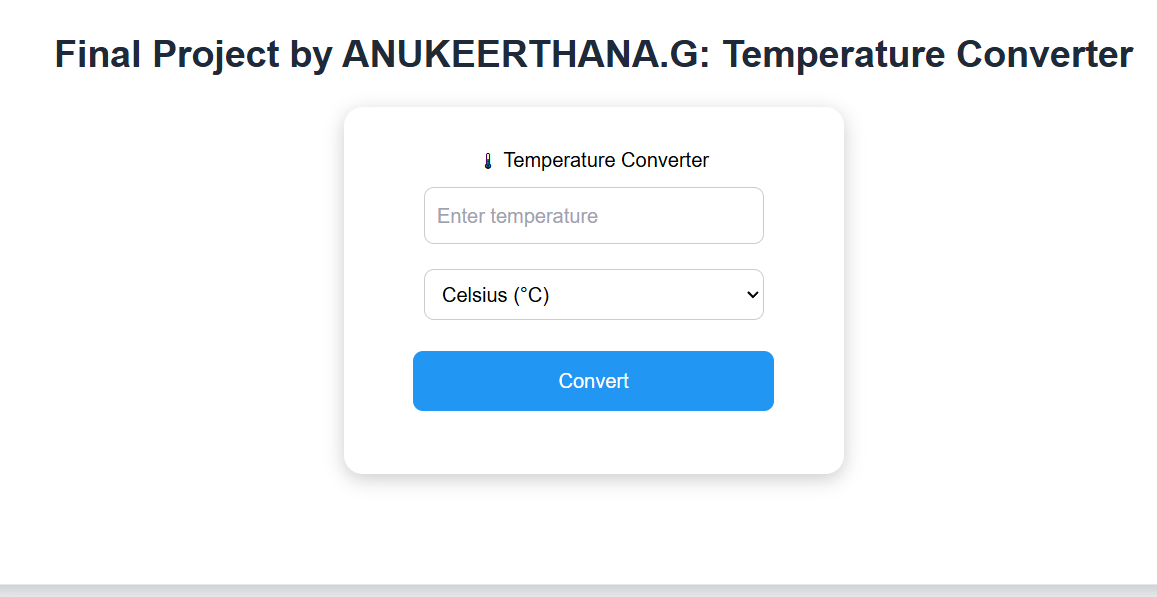 Final Project by ANUKEERTHANA.G: Temperature Converter
🌡 Temperature Converter
Enter temperature
Celsius (°C)
Convert